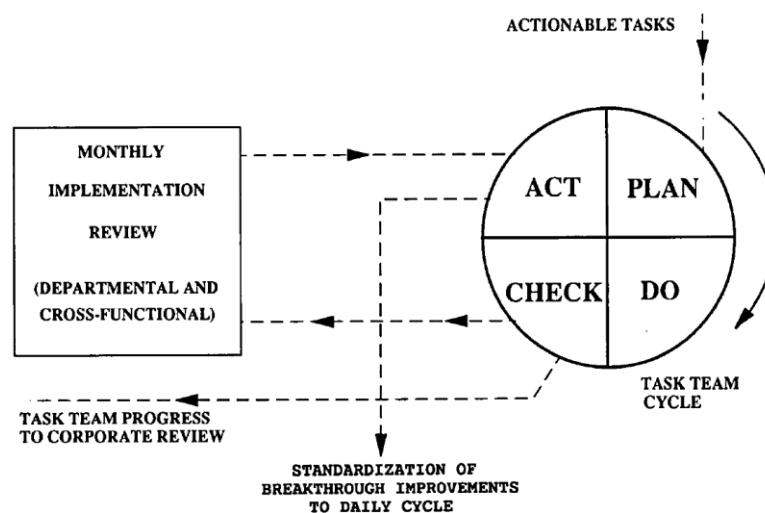 ACTIONABLE TASKS
MONTHLY
IMPLEMENTATION
REVIEW
(DEPARTMENTAL AND
CROSS-FUNCTIONAL)
ACT
PLAN
CHECK
DO
TASK TEAM
CYCLE
TASK TEAM PROGRESS
TO CORPORATE REVIEW
STANDARDIZATION OF
BREAKTHROUGH IMPROVEMENTS
TO DAILY CYCLE